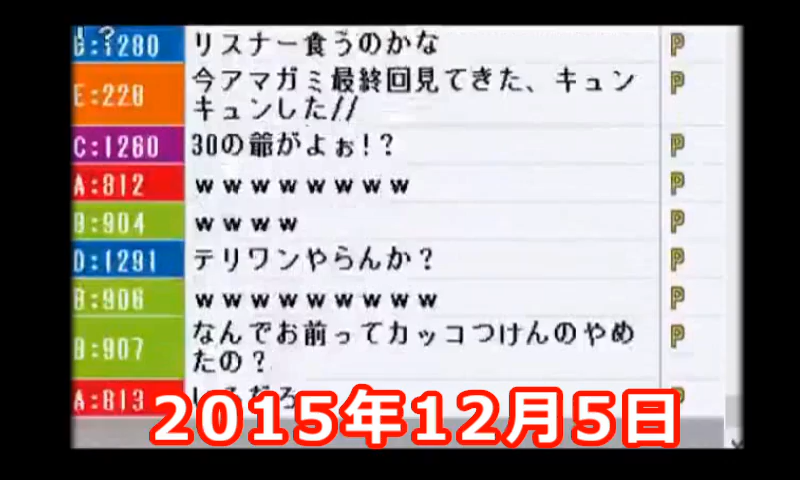 G:1280 リスナー食うのかな P
E:228 今アマガミ最終回見てきた、キュン P
キュンした//
C:1260 30の爺がよぉ!? P
A:812 wwwwwwww P
wwww P
D:1291 テリワンやらんか? P
B:906 wwwwwwwww P
なんでお前ってカッコつけんのやめ P
たの?
A:813
2015年12月5日